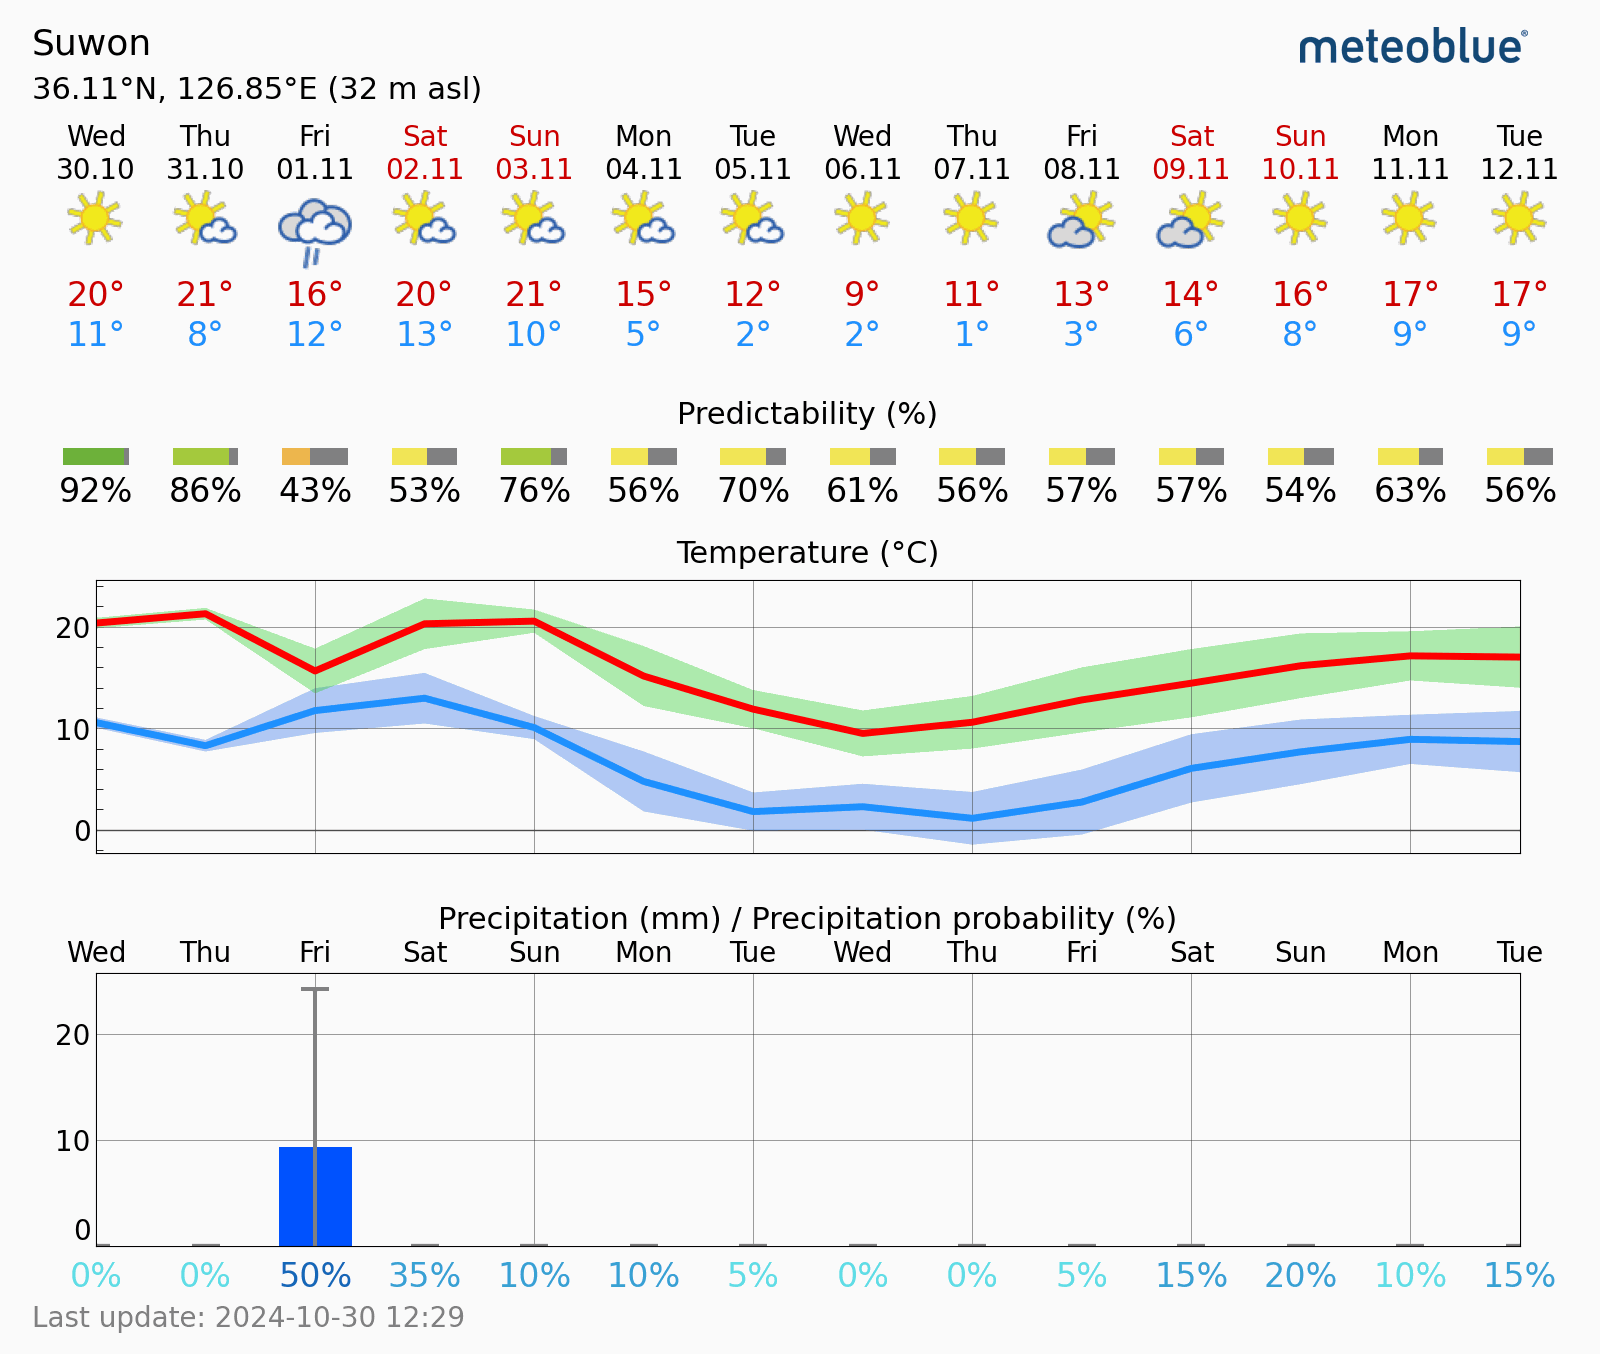 Suwon
meteoblue®
36.11°N, 126.85°E (32 m asl)
Wed Thu Fri Sat Sun Mon Tue Wed Thu Fri Sat Sun Mon Tue
30.10 31.10 01.11 02.11 03.11 04.11 05.11 06.11 07.11 08.11 09.11 10.11 11.11 12.11
20° 21° 16° 20° 21° 15° 12° 9° 11° 13° 14° 16° 17° 17°
11° 8° 12° 13° 10° 5° 2° 2° 1° 3° 6° 8° 9° 9°
Predictability (%)
92% 86% 43% 53% 76% 56% 70% 61% 56% 57% 57% 54% 63% 56%
Temperature (°C)
20
10
0
Precipitation (mm) / Precipitation probability (%)
Wed Thu Fri Sat Sun Mon Tue Wed Thu Fri Sat Sun Mon Tue
20
10
0
0% 0% 50% 35% 10% 10% 5% 0% 0% 5% 15% 20% 10% 15%
Last update: 2024-10-30 12:29